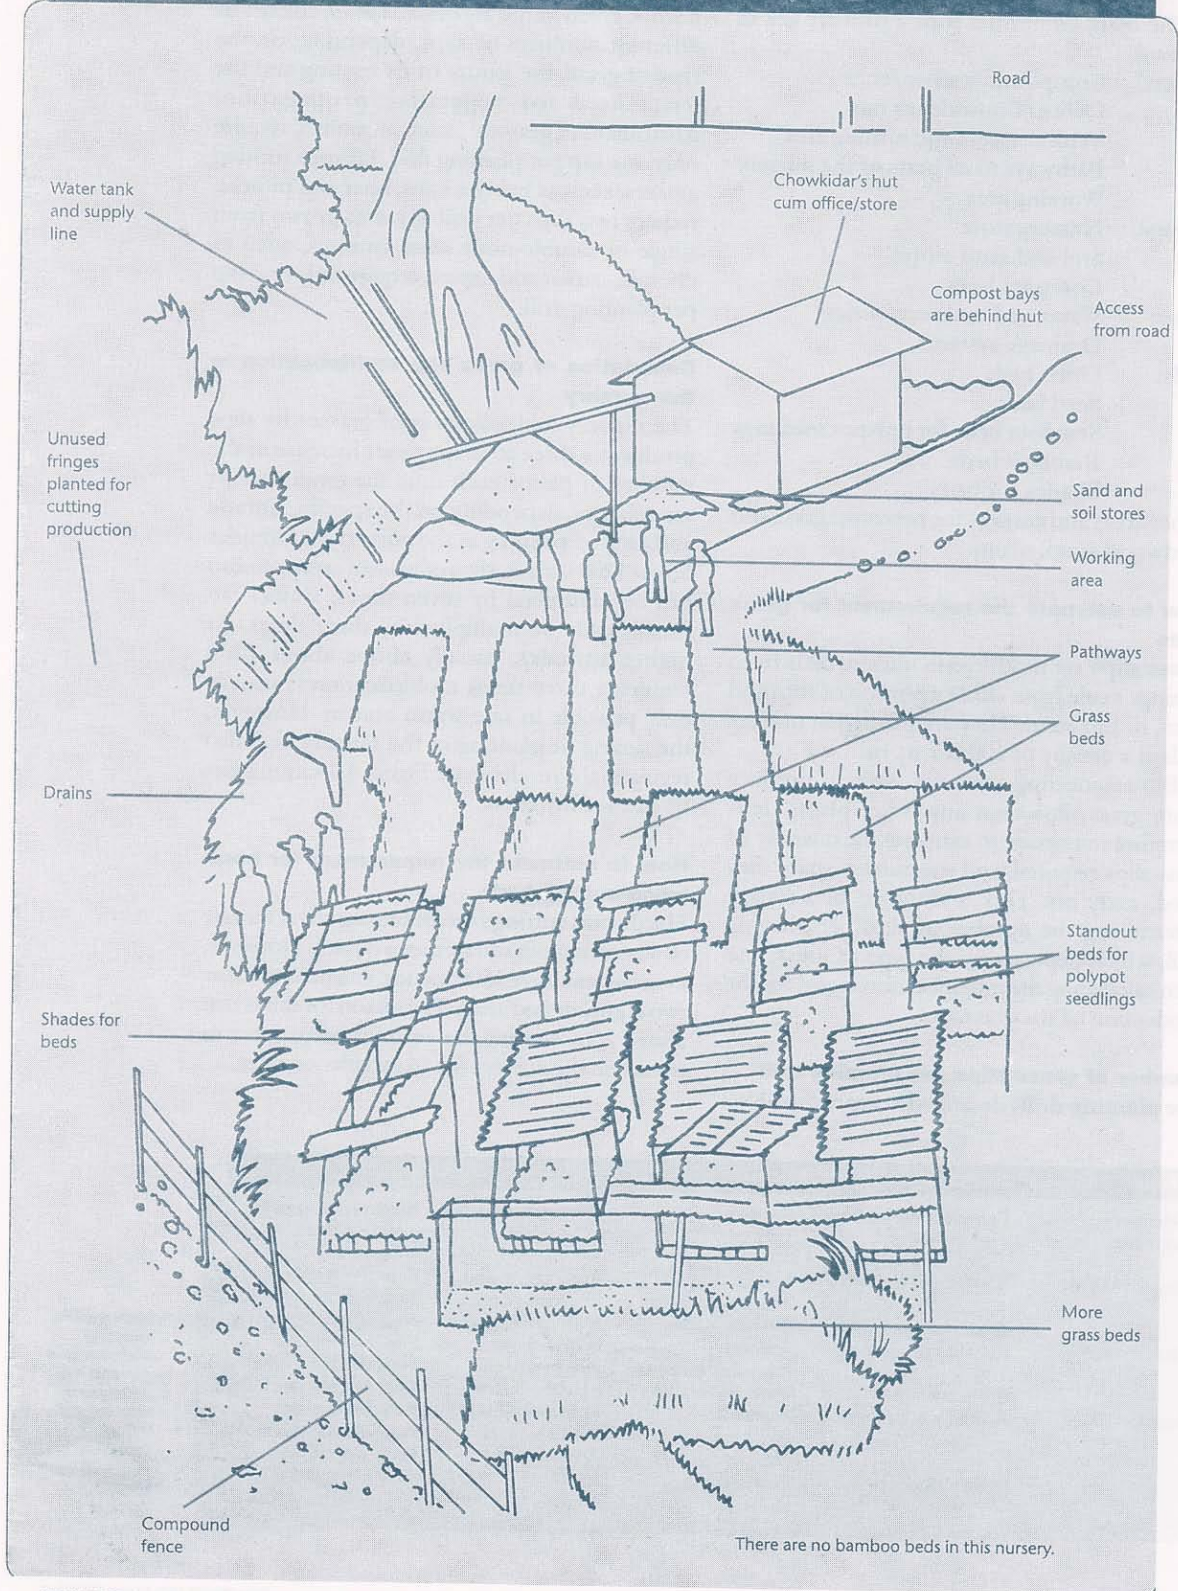 Road
Water tank
and supply
line
Chowkidar's hut
cum office/store
Compost bays
are behind hut
Access
from road
Unused
fringes
planted for
cutting
production
Sand and
soil stores
Working
area
Pathways
Grass
beds
Drains
Standout
beds for
polypot
seedlings
Shades for
beds
More
grass beds
Compound
fence
There are no bamboo beds in this nursery.